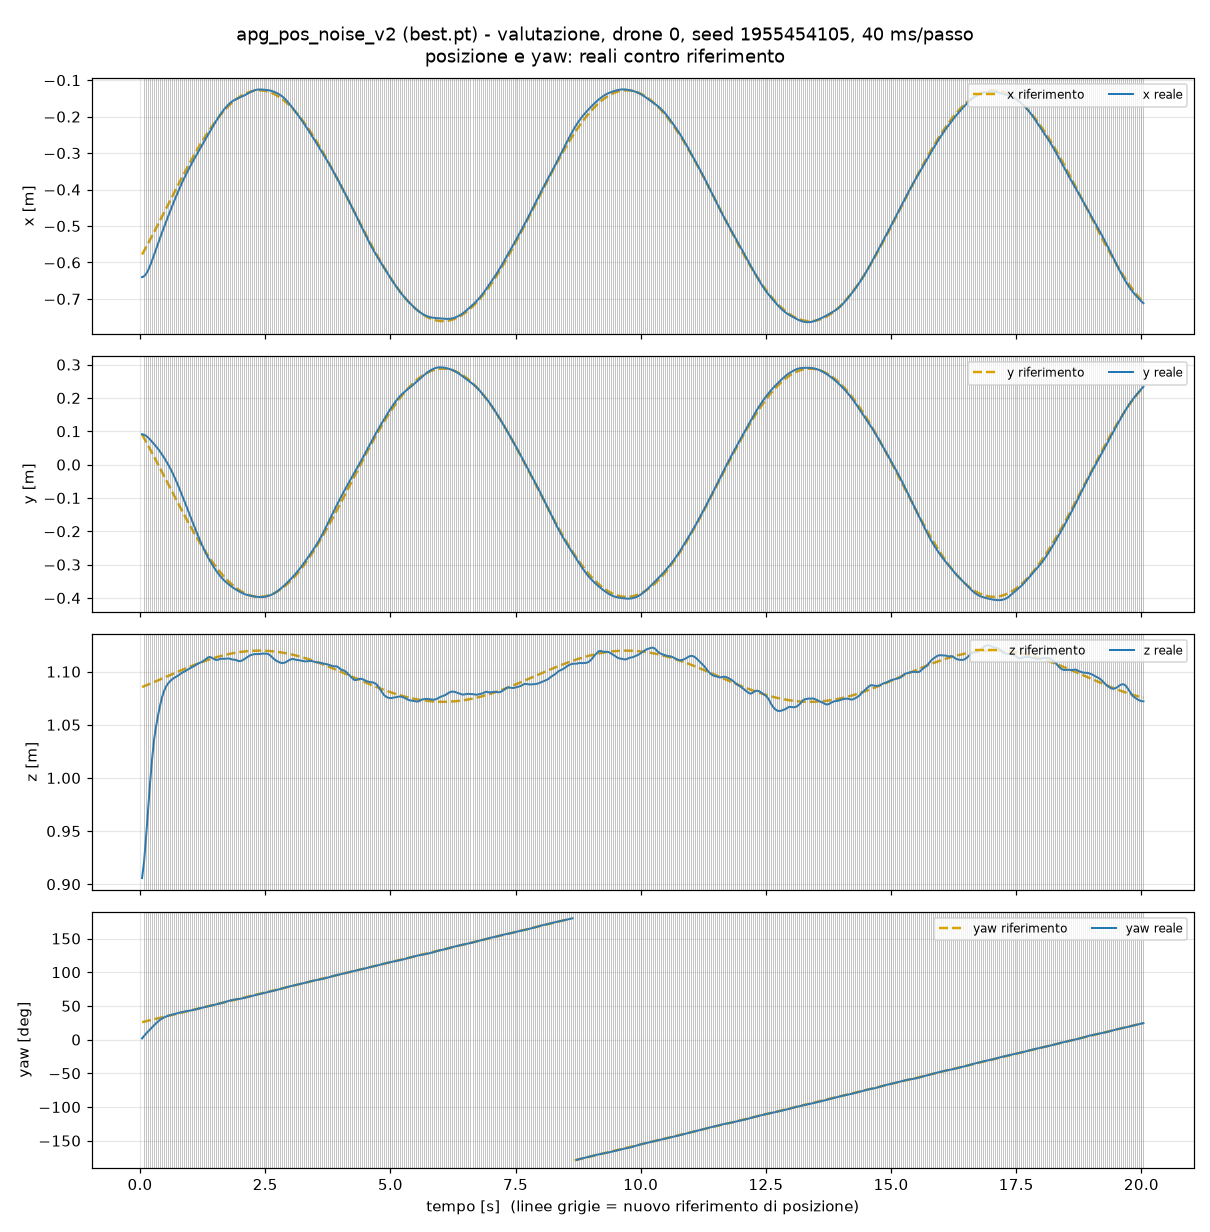 apg_pos_noise_v2 (best.pt) - valutazione, drone 0, seed 1955454105, 40 ms/passo
posizione e yaw: reali contro riferimento
x riferimento x reale
−0.1
−0.2
−0.3
−0.4
−0.5
−0.6
−0.7
x [m]
y riferimento y reale
0.3
0.2
0.1
0.0
−0.1
−0.2
−0.3
−0.4
y [m]
z riferimento z reale
1.10
1.05
1.00
0.95
0.90
z [m]
yaw riferimento yaw reale
150
100
50
0
−50
−100
−150
yaw [deg]
0.0 2.5 5.0 7.5 10.0 12.5 15.0 17.5 20.0
tempo [s] (linee grigie = nuovo riferimento di posizione)